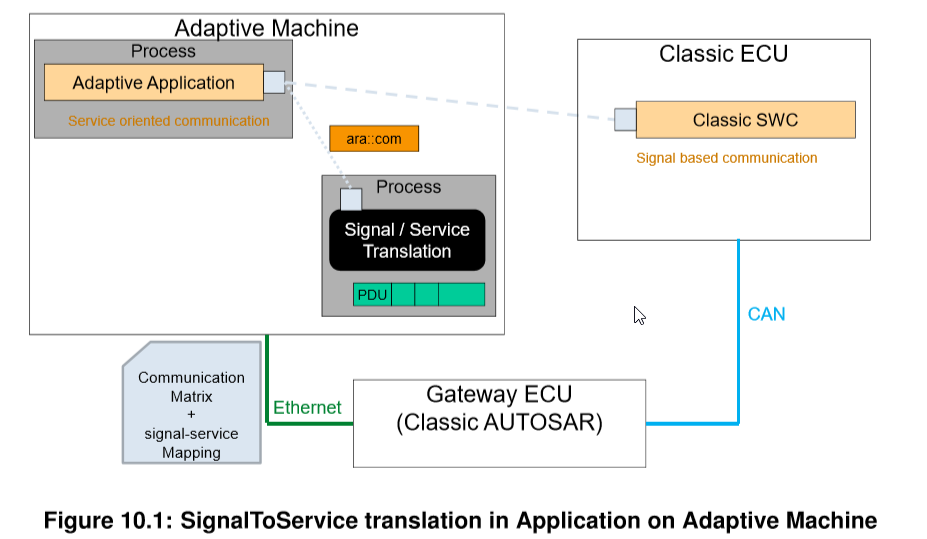 Adaptive Machine
Process
Adaptive Application
Service oriented communication
ara::com
Process
Signal / Service
Translation
PDU
Classic ECU
Classic SWC
Signal based communication
CAN
Communication
Matrix
+
signal-service
Mapping
Ethernet
Gateway ECU
(Classic AUTOSAR)
Figure 10.1: SignalToService translation in Application on Adaptive Machine